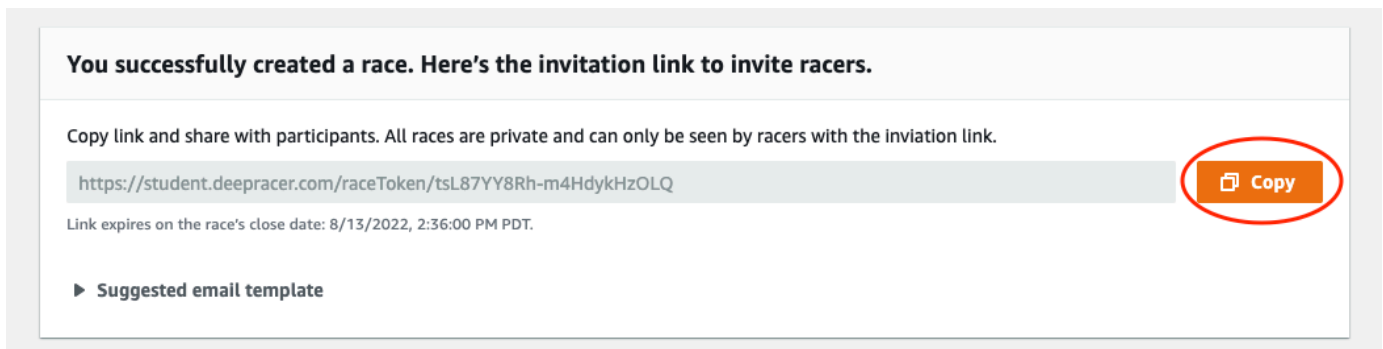 You successfully created a race. Here’s the invitation link to invite racers.
Copy link and share with participants. All races are private and can only be seen by racers with the inviation link.
https://student.deepracer.com/raceToken/tsL87YY8Rh-m4HdykHzOLQ
Copy
Link expires on the race's close date: 8/13/2022, 2:36:00 PM PDT.
Suggested email template